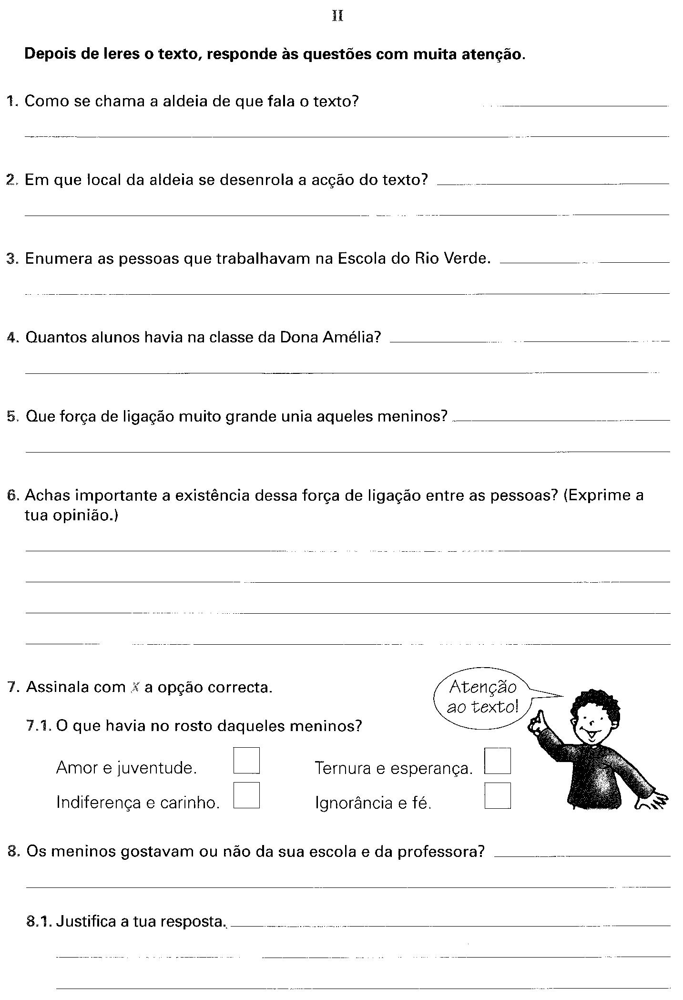 II
Depois de leres o texto, responde às questões com muita atenção.
1. Como se chama a aldeia de que fala o texto?
2. Em que local da aldeia se desenrola a acção do texto?
3. Enumera as pessoas que trabalhavam na Escola do Rio Verde.
4. Quantos alunos havia na classe da Dona Amélia?
5. Que força de ligação muito grande unia aqueles meninos?
6. Achas importante a existência dessa força de ligação entre as pessoas? (Exprime a
tua opinião.)
7. Assinala com x a opção correcta.
Atenção
ao texto!
7.1. O que havia no rosto daqueles meninos?
Amor e juventude. Ternura e esperança.
Indiferença e carinho. Ignorância e fé.
8. Os meninos gostavam ou não da sua escola e da professora?
8.1. Justifica a tua resposta.